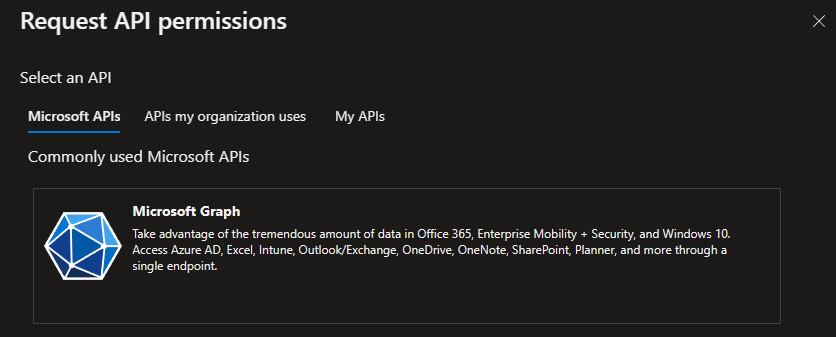 Request API permissions
Select an API
Microsoft APIs APIs my organization uses My APIs
Commonly used Microsoft APIs
Microsoft Graph
Take advantage of the tremendous amount of data in Office 365, Enterprise Mobility + Security, and Windows 10.
Access Azure AD, Excel, Intune, Outlook/Exchange, OneDrive, OneNote, SharePoint, Planner, and more through a
single endpoint.